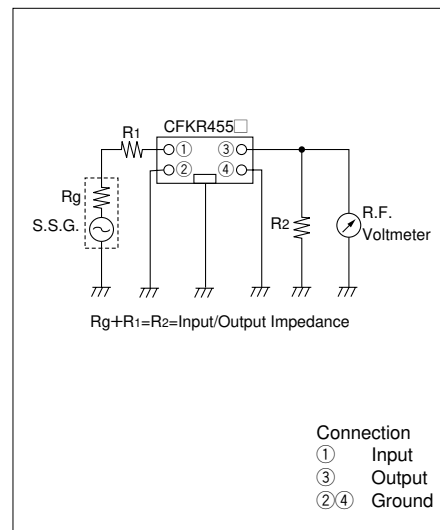 CFKR455□
R1
① ③
② ④
Rg
S.S.G.
R2
R.F.
Voltmeter
Rg+R1=R2=Input/Output Impedance
Connection
① Input
③ Output
②④ Ground